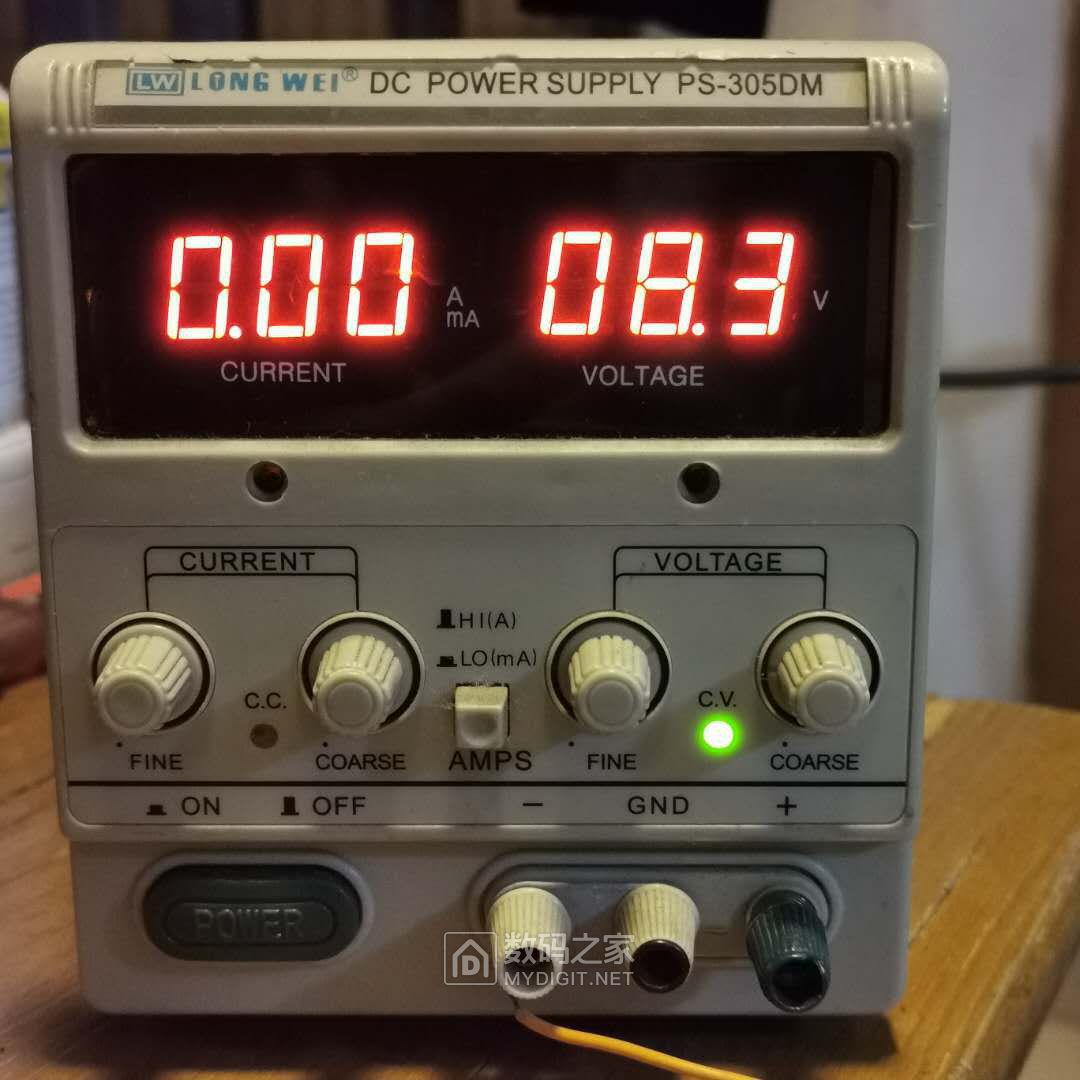 LW LONG WEI® DC POWER SUPPLY PS-305DM
0.00 A mA 08.3 V
CURRENT VOLTAGE
CURRENT VOLTAGE
HI(A)
LO(mA)
C.C. C.V.
FINE COARSE AMPS FINE COARSE
ON OFF − GND +
POWER
数码之家
MYDIGIT.NET